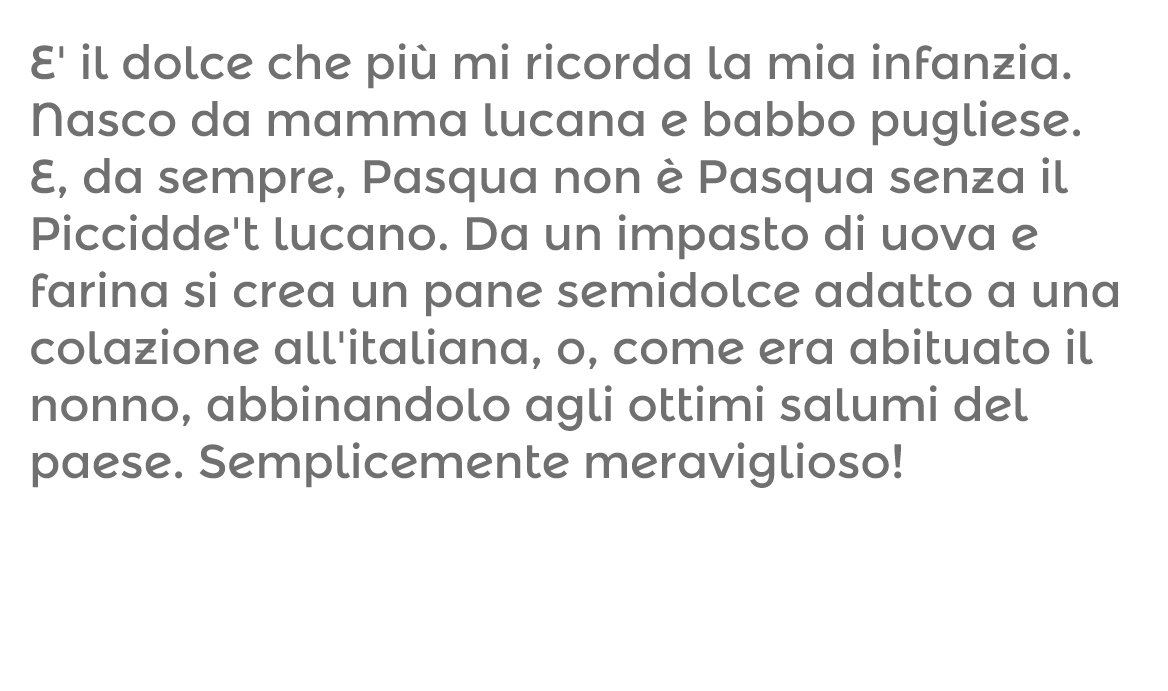 E' il dolce che più mi ricorda la mia infanzia.
Nasco da mamma lucana e babbo pugliese.
E, da sempre, Pasqua non è Pasqua senza il
Piccidde't lucano. Da un impasto di uova e
farina si crea un pane semidolce adatto a una
colazione all'italiana, o, come era abituato il
nonno, abbinandolo agli ottimi salumi del
paese. Semplicemente meraviglioso!